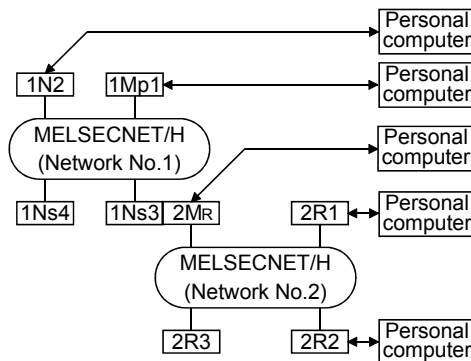 Personal
computer
1N2
1Mp1
Personal
computer
MELSECNET/H
(Network No.1)
Personal
computer
1Ns4
1Ns3
2MR
2R1
Personal
computer
MELSECNET/H
(Network No.2)
2R3
2R2
Personal
computer